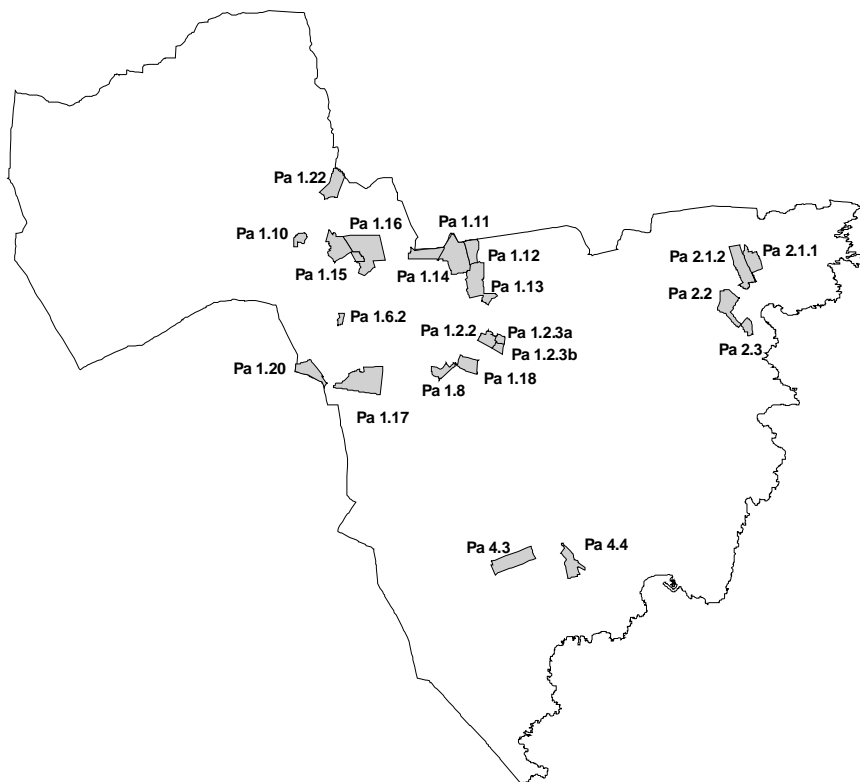 Pa 1.22
Pa 1.10
Pa 1.16
Pa 1.11
Pa 1.12
Pa 2.1.2
Pa 2.1.1
Pa 1.15
Pa 1.14
Pa 1.13
Pa 2.2
Pa 1.6.2
Pa 1.2.2
Pa 1.2.3a
Pa 2.3
Pa 1.2.3b
Pa 1.20
Pa 1.18
Pa 1.8
Pa 1.17
Pa 4.3
Pa 4.4